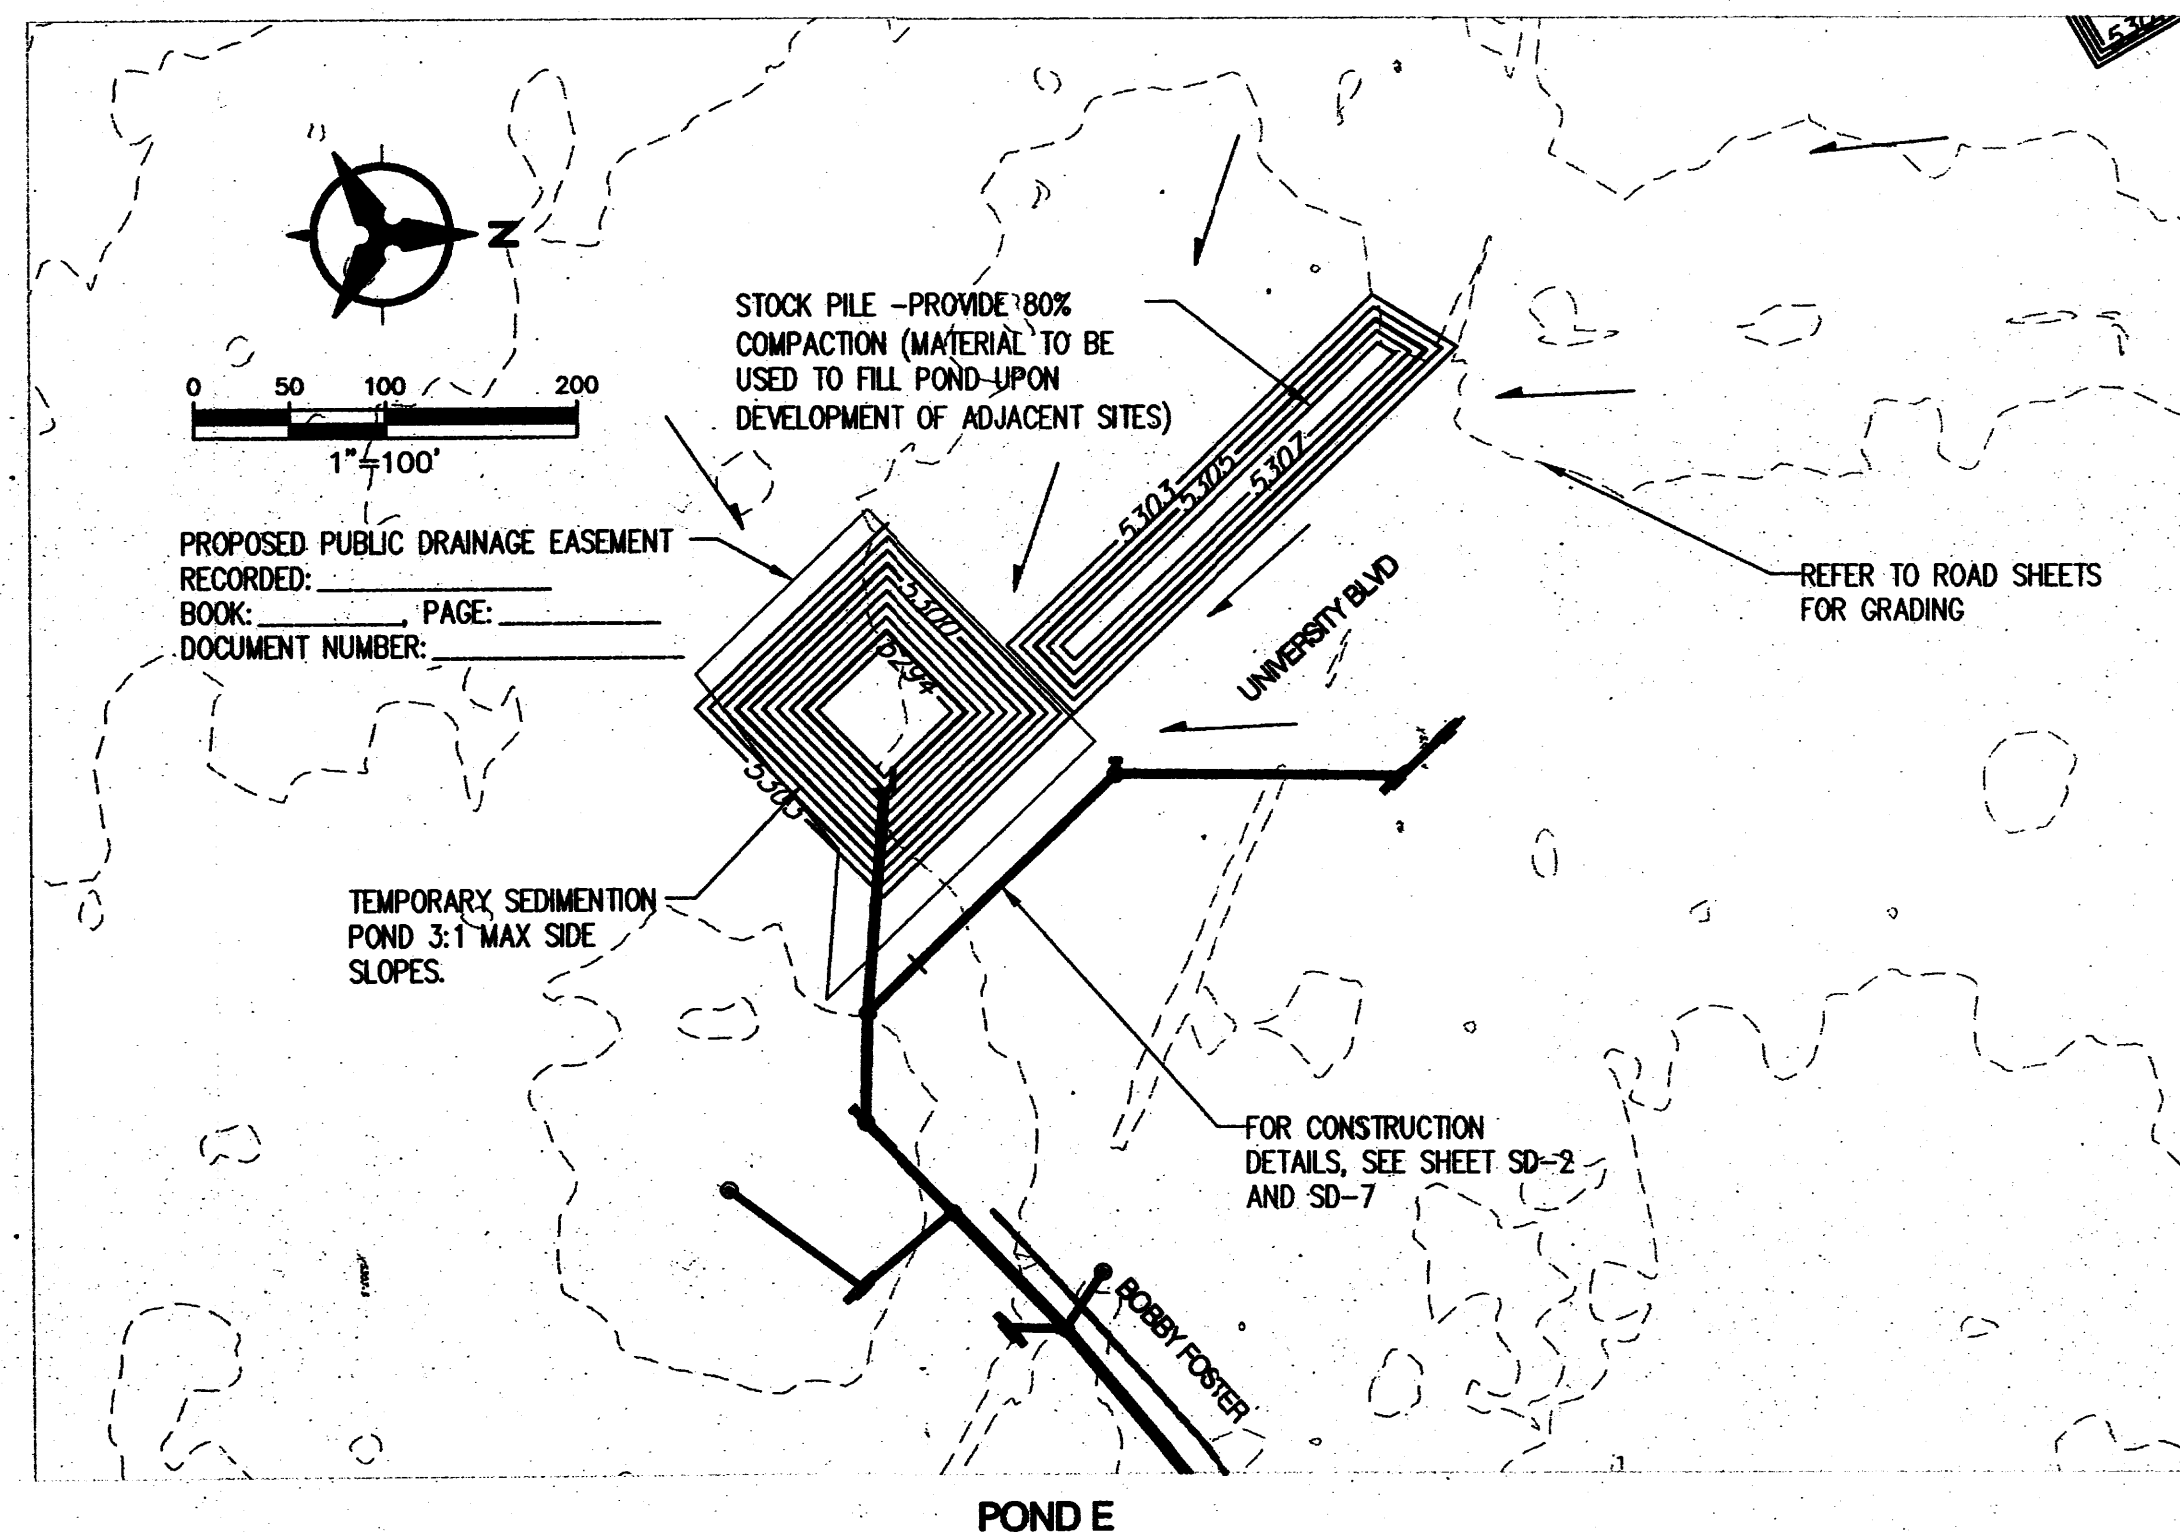 530
N
STOCK PILE -PROVIDE 80%
COMPACTION (MATERIAL TO BE
USED TO FILL POND UPON
DEVELOPMENT OF ADJACENT SITES)
0 50 100 200
1"=100'
5303
5305
5307
PROPOSED PUBLIC DRAINAGE EASEMENT
RECORDED:
BOOK: , PAGE:
DOCUMENT NUMBER:
UNIVERSITY BLVD
REFER TO ROAD SHEETS
FOR GRADING
5300
5294
5303
TEMPORARY SEDIMENTION
POND 3:1 MAX SIDE
SLOPES.
FOR CONSTRUCTION
DETAILS, SEE SHEET SD-2
AND SD-7
BOBBY FOSTER
POND E